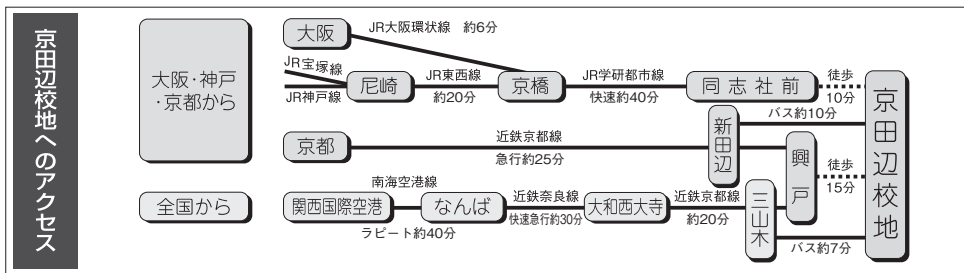 京田辺校地へのアクセス
大阪・神戸
・京都から
大阪
JR大阪環状線 約6分
JR宝塚線
JR神戸線
尼崎
JR東西線
約20分
京橋
JR学研都市線
快速約40分
同志社前
徒歩
10分
京都
近鉄京都線
急行約25分
新田辺
バス約10分
興戸
徒歩
15分
京田辺校地
全国から
関西国際空港
南海空港線
ラピート約40分
なんば
近鉄奈良線
快速急行約30分
大和西大寺
近鉄京都線
約20分
三山木
バス約7分